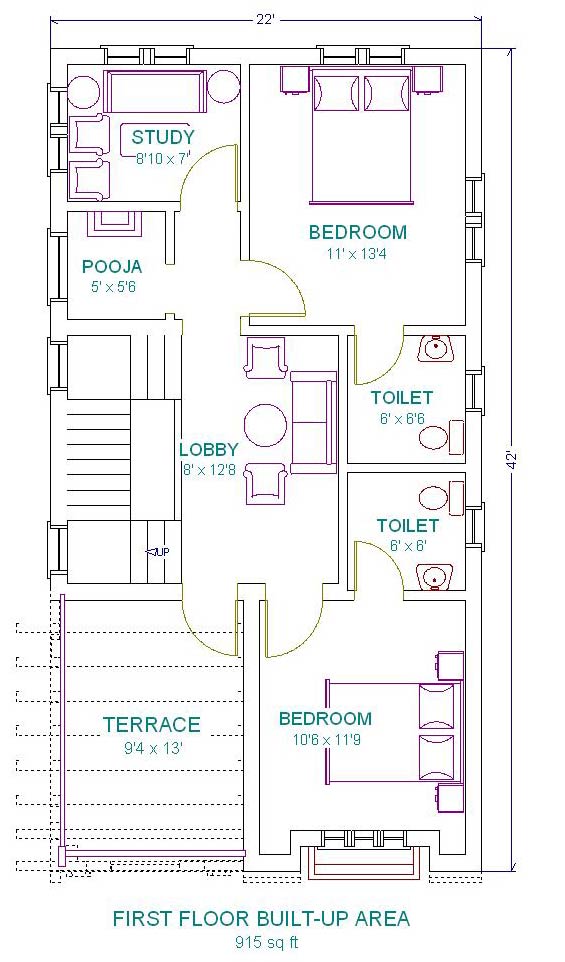 22'
STUDY
8'10 x 7'
BEDROOM
11' x 13'4
POOJA
5' x 5'6
TOILET
6' x 6'6
LOBBY
8' x 12'8
42'
TOILET
6' x 6'
UP
TERRACE
9'4 x 13'
BEDROOM
10'6 x 11'9
FIRST FLOOR BUILT-UP AREA
915 sq ft